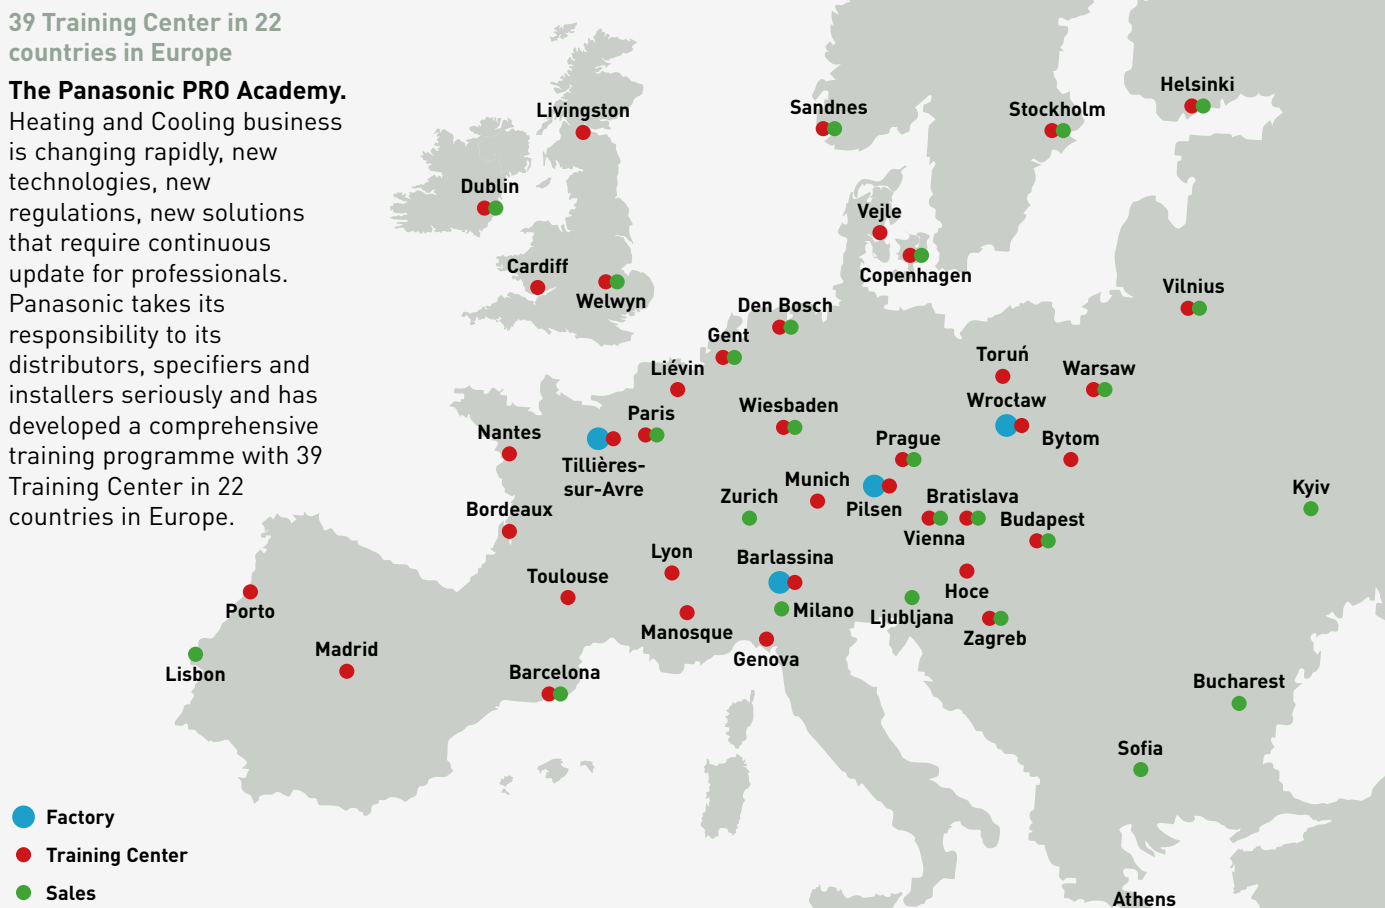 39 Training Center in 22
countries in Europe
The Panasonic PRO Academy.
Heating and Cooling business
is changing rapidly, new
technologies, new
regulations, new solutions
that require continuous
update for professionals.
Panasonic takes its
responsibility to its
distributors, specifiers and
installers seriously and has
developed a comprehensive
training programme with 39
Training Center in 22
countries in Europe.
Helsinki
Sandnes
Stockholm
Livingston
Dublin
Vejle
Cardiff
Copenhagen
Welwyn
Vilnius
Den Bosch
Gent
Toruń
Liévin
Warsaw
Wrocław
Wiesbaden
Paris
Nantes
Prague
Bytom
Tillières-
sur-Avre
Munich
Kyiv
Zurich
Bratislava
Pilsen
Bordeaux
Budapest
Vienna
Lyon
Barlassina
Toulouse
Hoce
Porto
Milano
Ljubljana
Manosque
Zagreb
Madrid
Genova
Lisbon
Barcelona
Bucharest
Sofia
Factory
Training Center
Sales
Athens